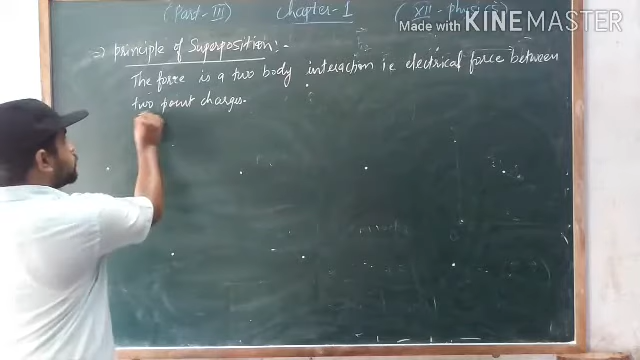 (Part-III) Chapter-1 (XII-physics)
Made with KINEMASTER
=> principle of Superposition:-
The force is a two body interaction i.e electrical force between
two point charges.